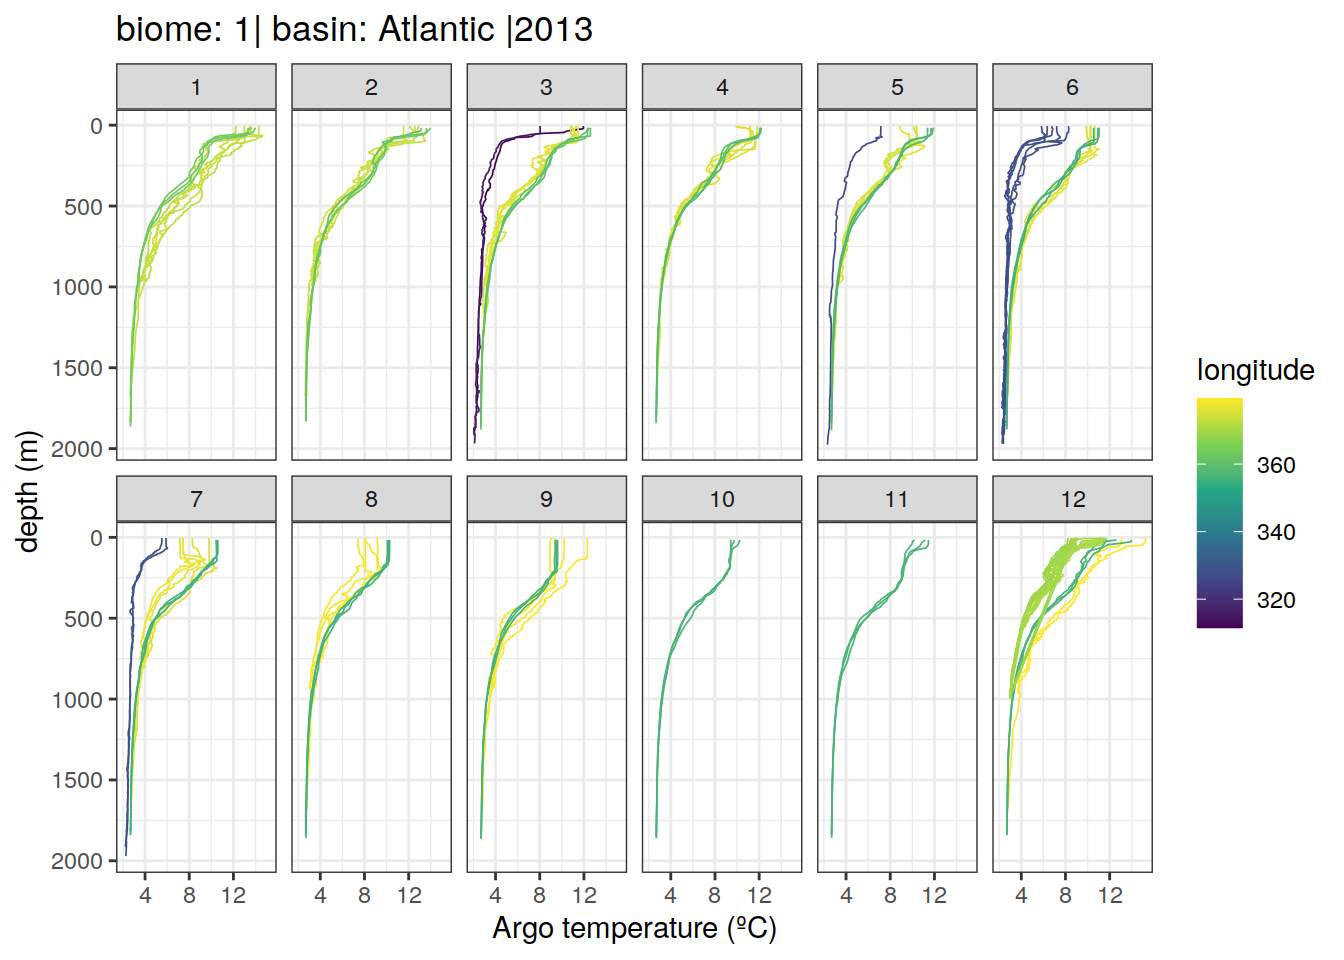 biome: 1| basin: Atlantic |2013
1 2 3 4 5 6
0
500
1000
1500
2000
7 8 9 10 11 12
0
500
1000
1500
2000
4 8 12 4 8 12 4 8 12 4 8 12 4 8 12 4 8 12
Argo temperature (ºC)
depth (m)
longitude
360
340
320